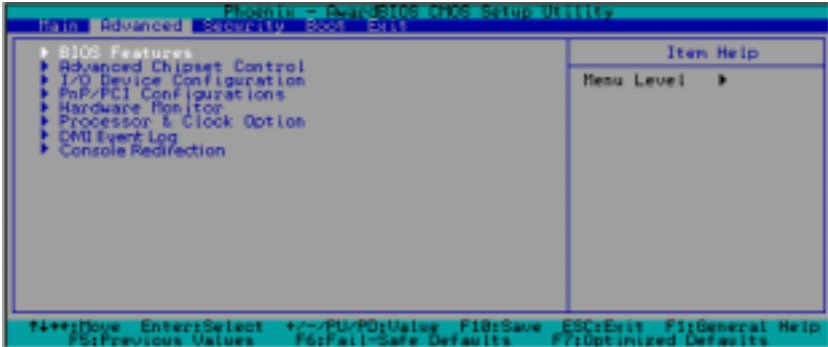 Phoenix - AwardBIOS CMOS Setup Utility
Main Advanced Security Boot Exit
BIOS Features
Advanced Chipset Control
I/O Device Configuration
PnP/PCI Configurations
Hardware Monitor
Processor & Clock Option
DMI Event Log
Console Redirection
Item Help
Menu Level ▶
↑↓→←:Move Enter:Select +/-/PU/PD:Value F10:Save ESC:Exit F1:General Help
F5:Previous Values F6:Fail-Safe Defaults F7:Optimized Defaults